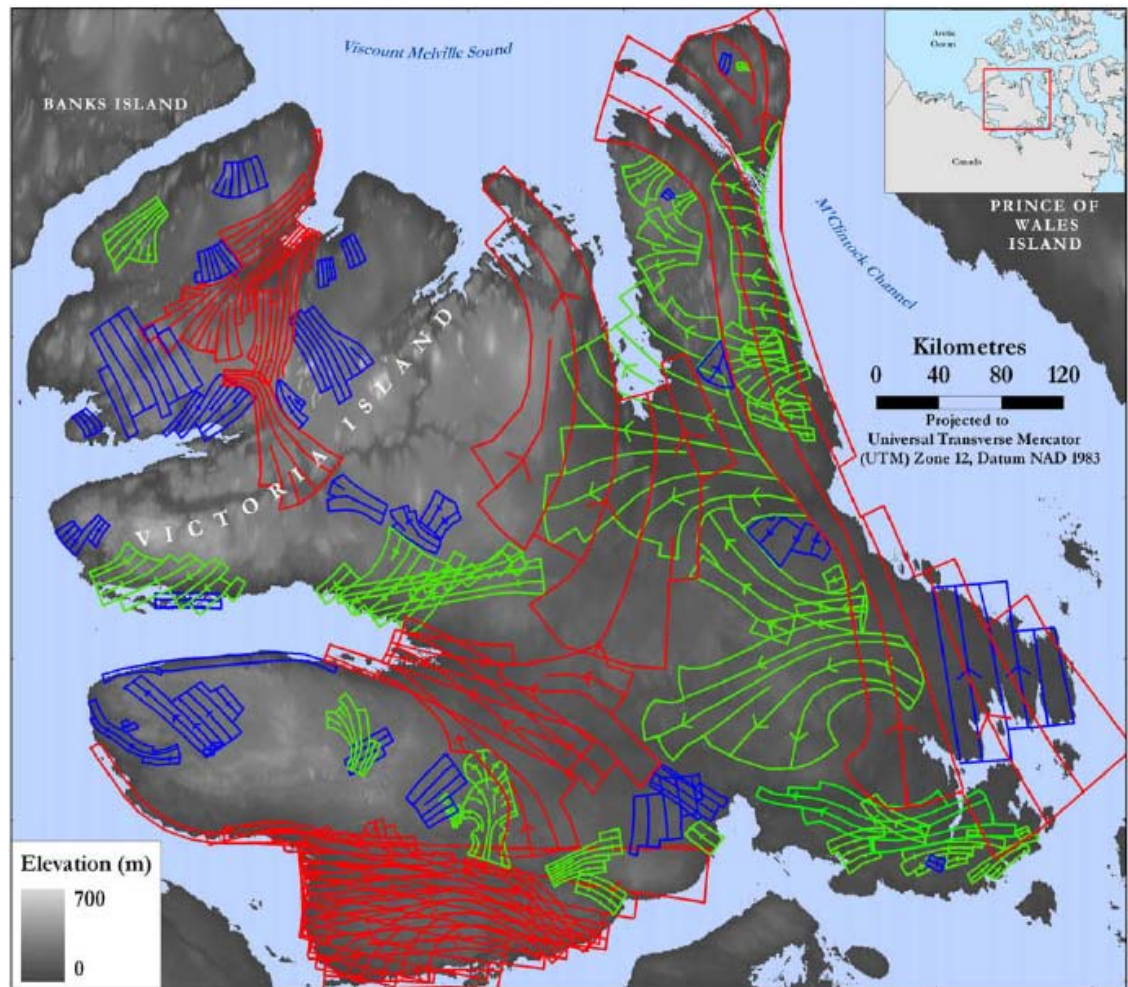 Viscount Melville Sound
BANKS ISLAND
Arctic
Ocean
Canada
PRINCE OF
WALES
ISLAND
M'Clintock Channel
Kilometres
0 40 80 120
Projected to
Universal Transverse Mercator
(UTM) Zone 12, Datum NAD 1983
VICTORIA ISLAND
Elevation (m)
700
0